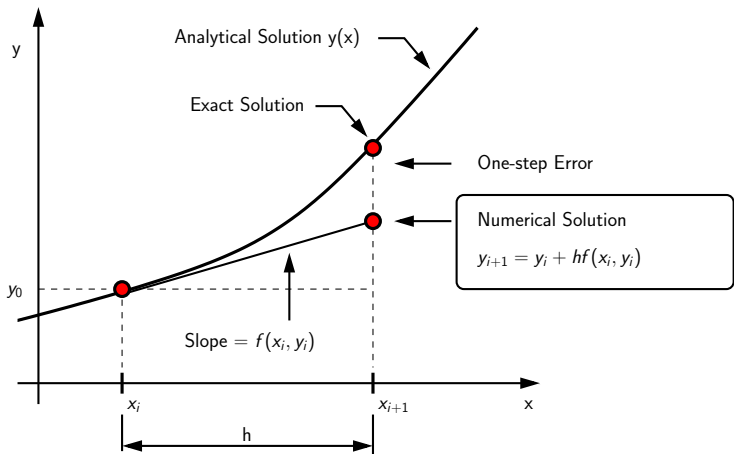 Analytical Solution y(x)
y
Exact Solution
One-step Error
Numerical Solution
y_{i+1} = y_i + hf(x_i, y_i)
y_0
Slope = f(x_i, y_i)
x_i
x_{i+1}
x
h